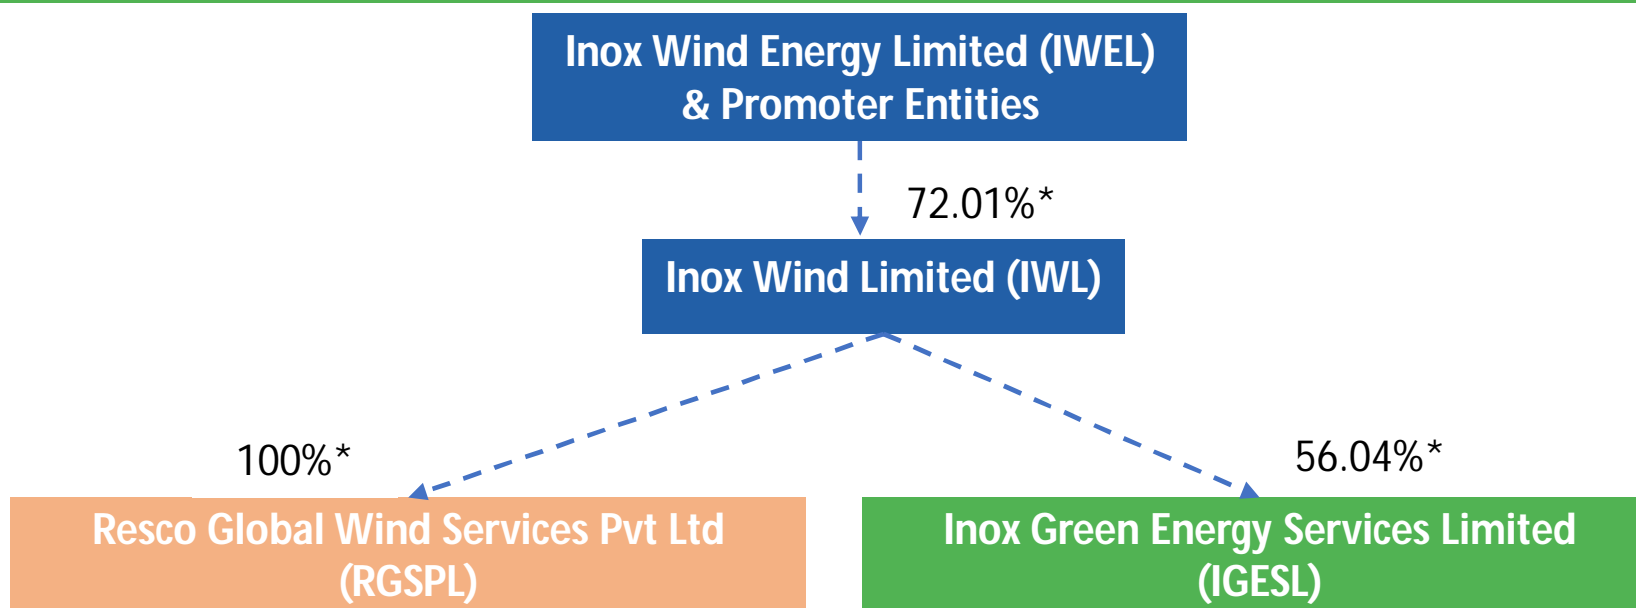 Inox Wind Energy Limited (IWEL)
& Promoter Entities
72.01%*
Inox Wind Limited (IWL)
100%*
56.04%*
Resco Global Wind Services Pvt Ltd
(RGSPL)
Inox Green Energy Services Limited
(IGESL)